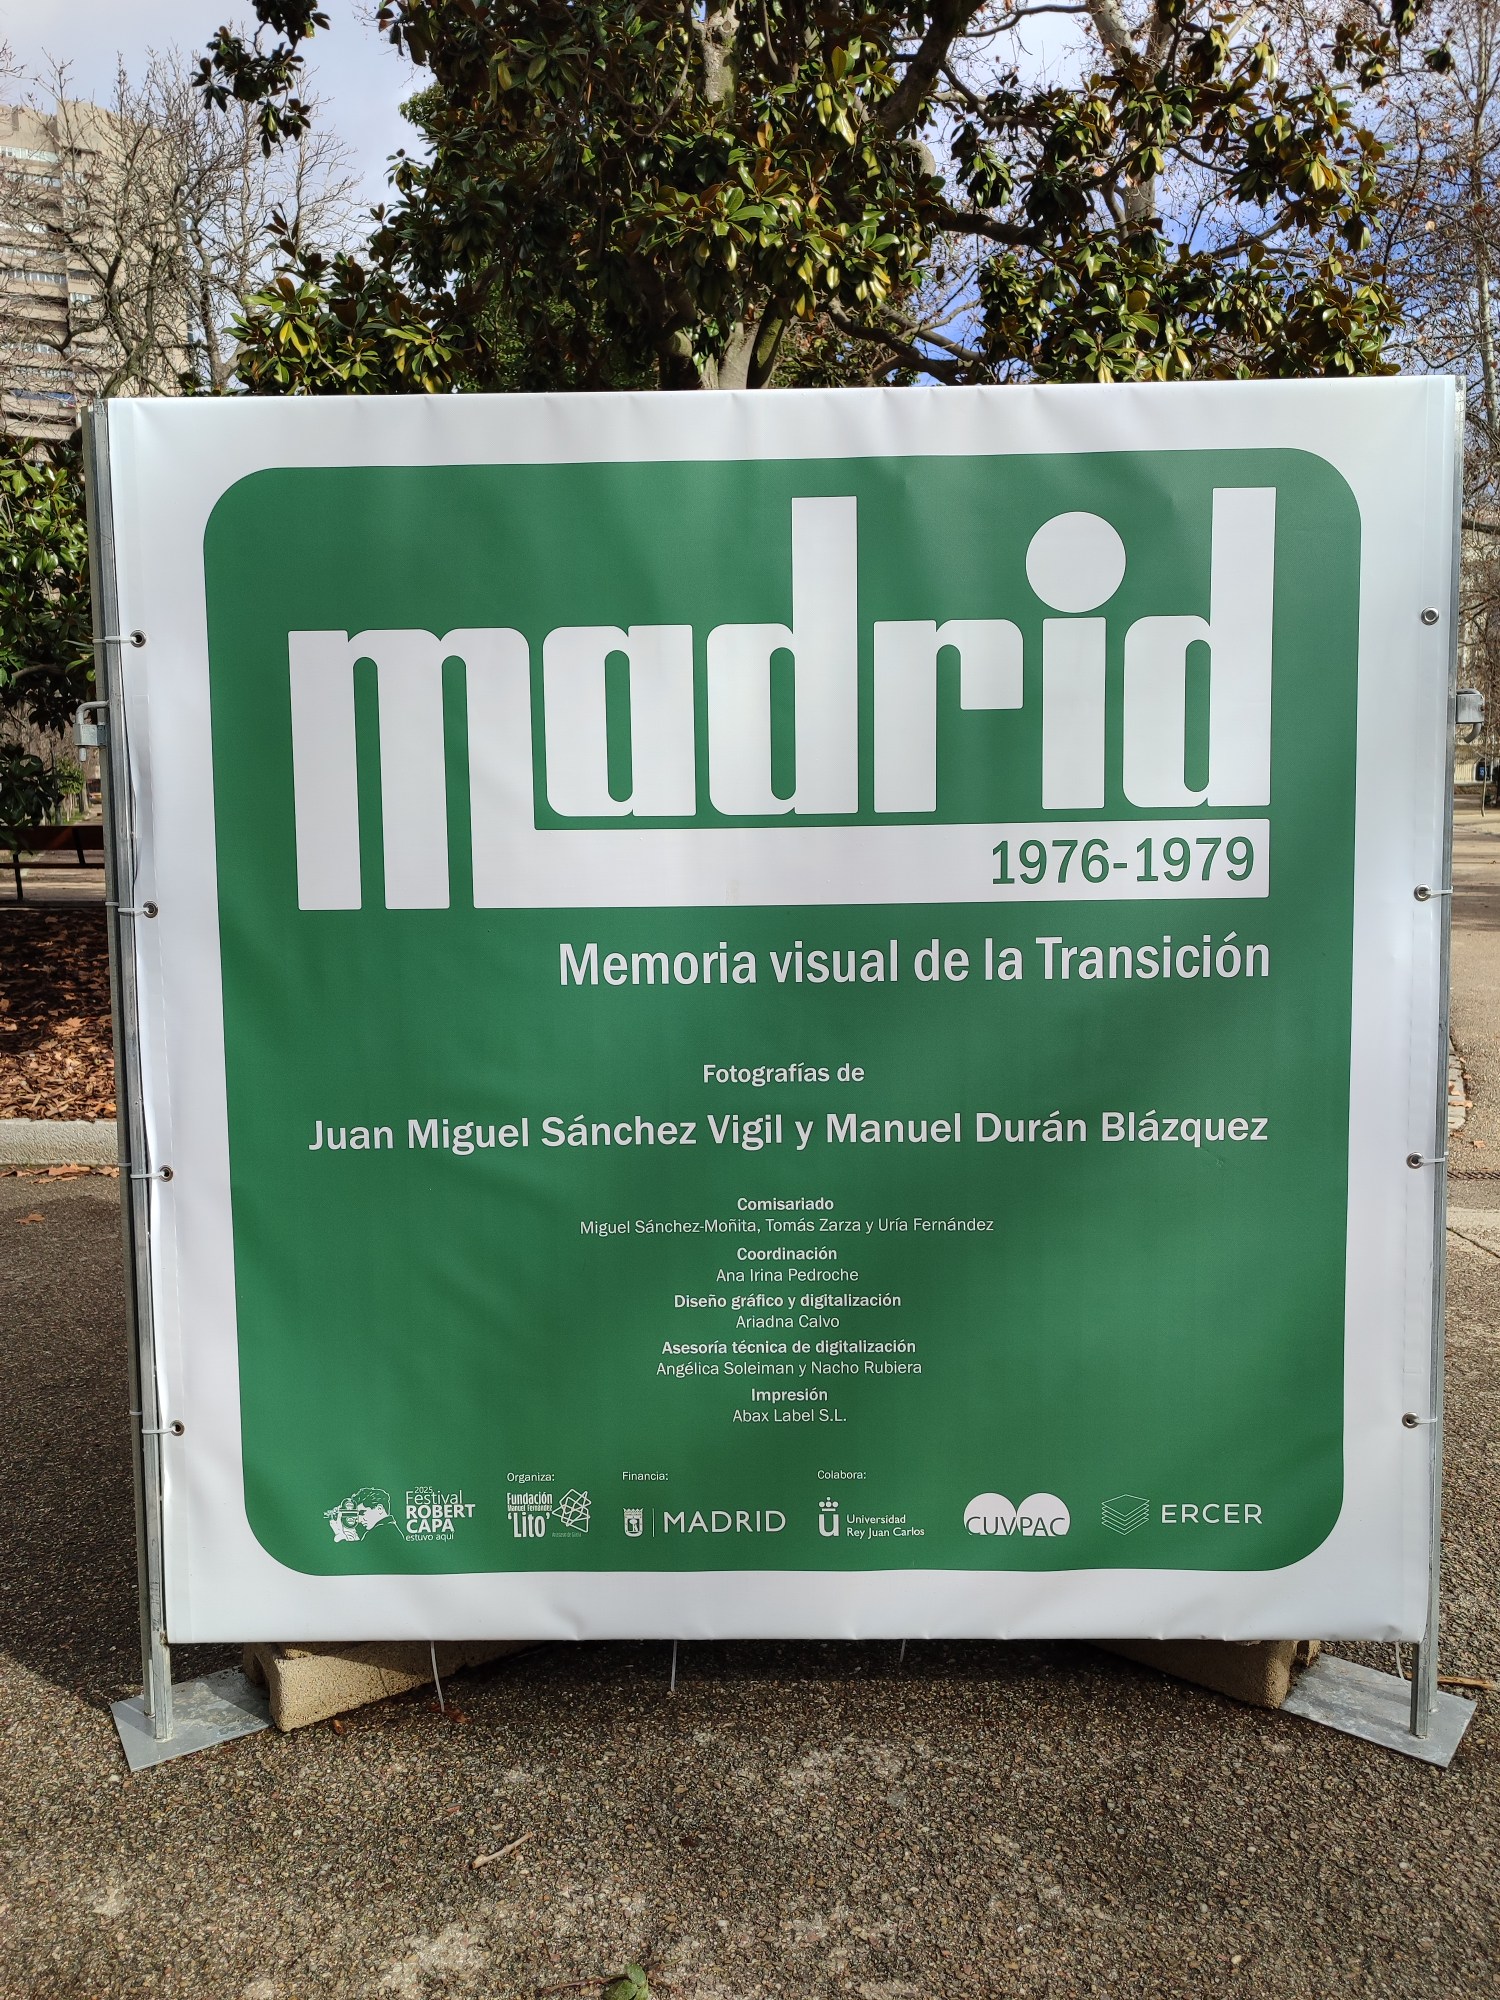 madrid
1976-1979
Memoria visual de la Transición
Fotografías de
Juan Miguel Sánchez Vigil y Manuel Durán Blázquez
Comisariado
Miguel Sánchez-Moñita, Tomás Zarza y Uría Fernández
Coordinación
Ana Irina Pedroche
Diseño gráfico y digitalización
Ariadna Calvo
Asesoría técnica de digitalización
Angélica Soleiman y Nacho Rubiera
Impresión
Abax Label S.L.
2025
Festival
ROBERT
CAPA
estuvo aquí
Organiza:
Fundación
Manuel Fernández
'Lito'
Financia:
MADRID
Colabora:
Universidad
Rey Juan Carlos
CUVPAC
ERCER